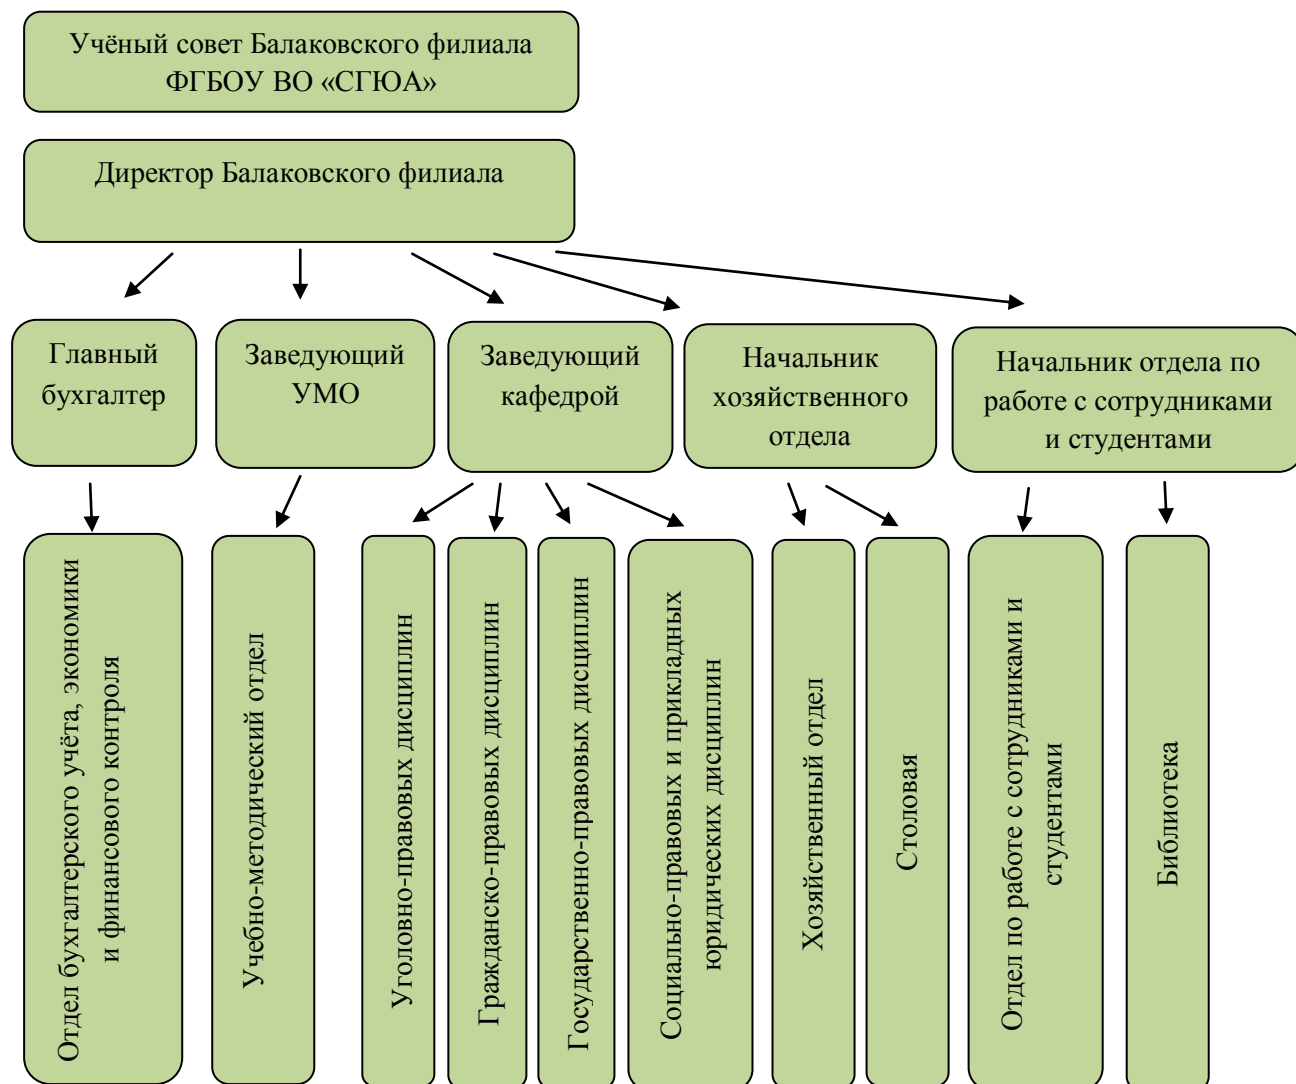 Учёный совет Балаковского филиала
ФГБОУ ВО «СГЮА»
Директор Балаковского филиала
Главный
бухгалтер
Заведующий
УМО
Заведующий
кафедрой
Начальник
хозяйственного
отдела
Начальник отдела по
работе с сотрудниками
и студентами
Отдел бухгалтерского учёта, экономики
и финансового контроля
Учебно-методический отдел
Уголовно-правовых дисциплин
Гражданско-правовых дисциплин
Государственно-правовых дисциплин
Социально-правовых и прикладных
юридических дисциплин
Хозяйственный отдел
Столовая
Отдел по работе с сотрудниками и
студентами
Библиотека